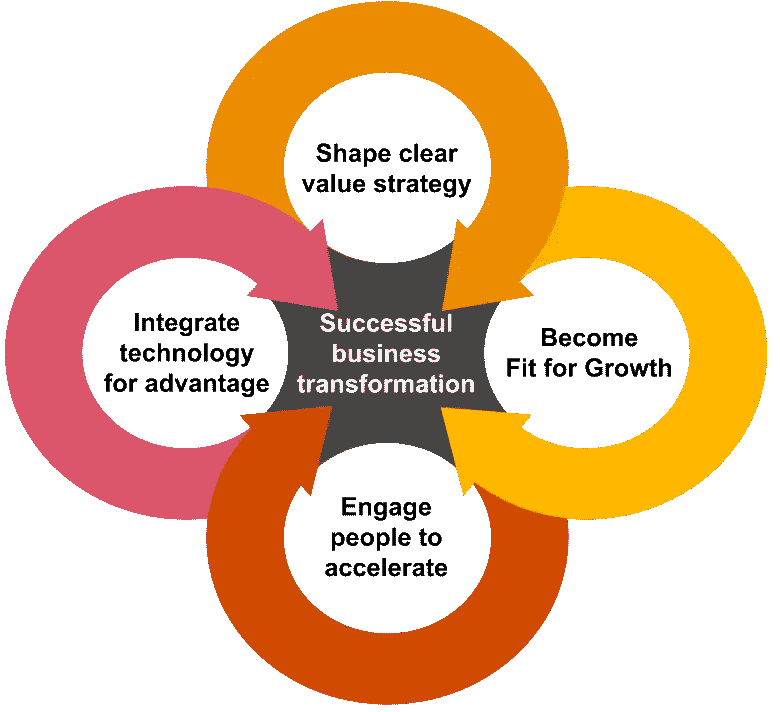 Shape clear
value strategy
Integrate
technology
for advantage
Successful
business
transformation
Become
Fit for Growth
Engage
people to
accelerate